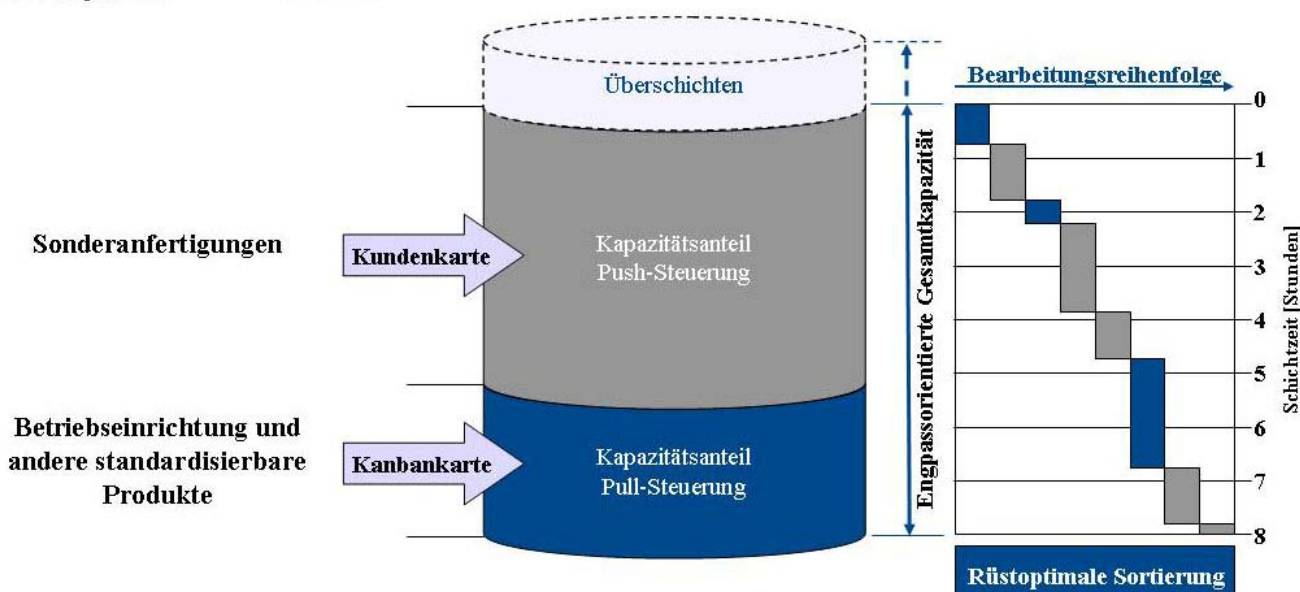 Überschichten
Sonderanfertigungen
Kundenkarte
Kapazitätsanteil
Push-Steuerung
Betriebseinrichtung und
andere standardisierbare
Produkte
Kanbankarte
Kapazitätsanteil
Pull-Steuerung
Engpassorientierte Gesamtkapazität
Bearbeitungsreihenfolge
0
1
2
3
4
5
6
7
8
Schichtzeit [Stunden]
Rüstoptimale Sortierung